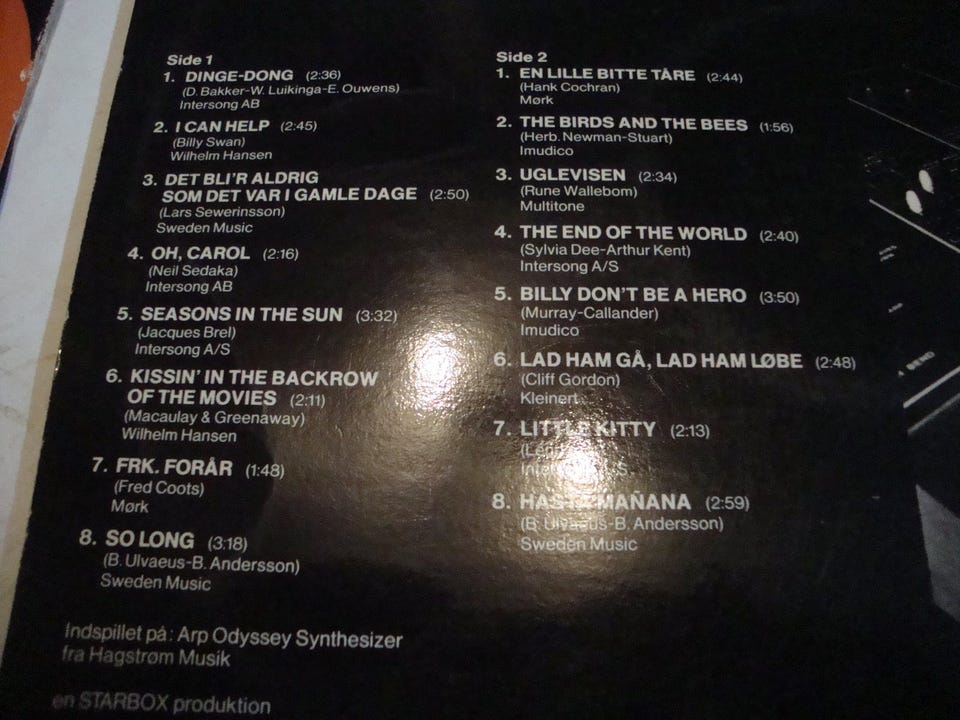 Side 1
1. DINGE-DONG (2:36)
(D. Bakker-W. Luikinga-E. Ouwens)
Intersong AB
2. I CAN HELP (2:45)
(Billy Swan)
Wilhelm Hansen
3. DET BLI'R ALDRIG
SOM DET VAR I GAMLE DAGE (2:50)
(Lars Sewerinsson)
Sweden Music
4. OH, CAROL (2:16)
(Neil Sedaka)
Intersong AB
5. SEASONS IN THE SUN (3:32)
(Jacques Brel)
Intersong A/S
6. KISSIN' IN THE BACKROW
OF THE MOVIES (2:11)
(Macaulay & Greenaway)
Wilhelm Hansen
7. FRK. FORÅR (1:48)
(Fred Coots)
Mørk
8. SO LONG (3:18)
(B. Ulvaeus-B. Andersson)
Sweden Music
Side 2
1. EN LILLE BITTE TÅRE (2:44)
(Hank Cochran)
Mørk
2. THE BIRDS AND THE BEES (1:56)
(Herb. Newman-Stuart)
Imudico
3. UGLEVISEN (2:34)
(Rune Wallebom)
Multitone
4. THE END OF THE WORLD (2:40)
(Sylvia Dee-Arthur Kent)
Intersong A/S
5. BILLY DON'T BE A HERO (3:50)
(Murray-Callander)
Imudico
6. LAD HAM GÅ, LAD HAM LØBE (2:48)
(Cliff Gordon)
Kleinert
7. LITTLE KITTY (2:13)
8. HASTA MAÑANA (2:59)
(B. Ulvaeus-B. Andersson)
Sweden Music
Indspillet på: Arp Odyssey Synthesizer
fra Hagstrøm Musik
en STARBOX produktion